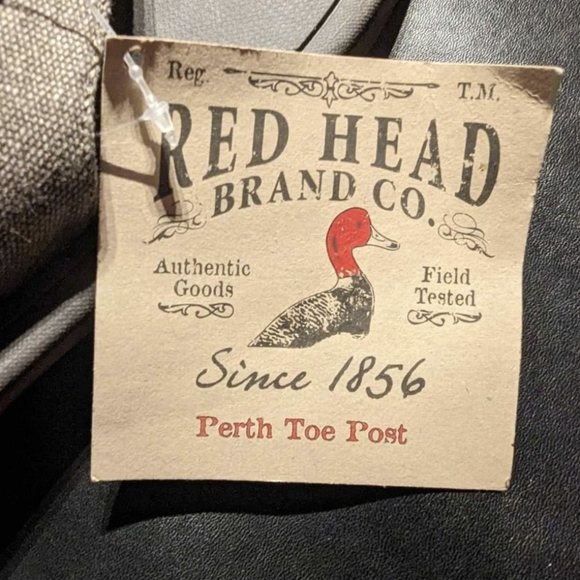 Reg.
T.M.
RED HEAD
BRAND CO.
Authentic
Goods
Field
Tested
Since 1856
Perth Toe Post